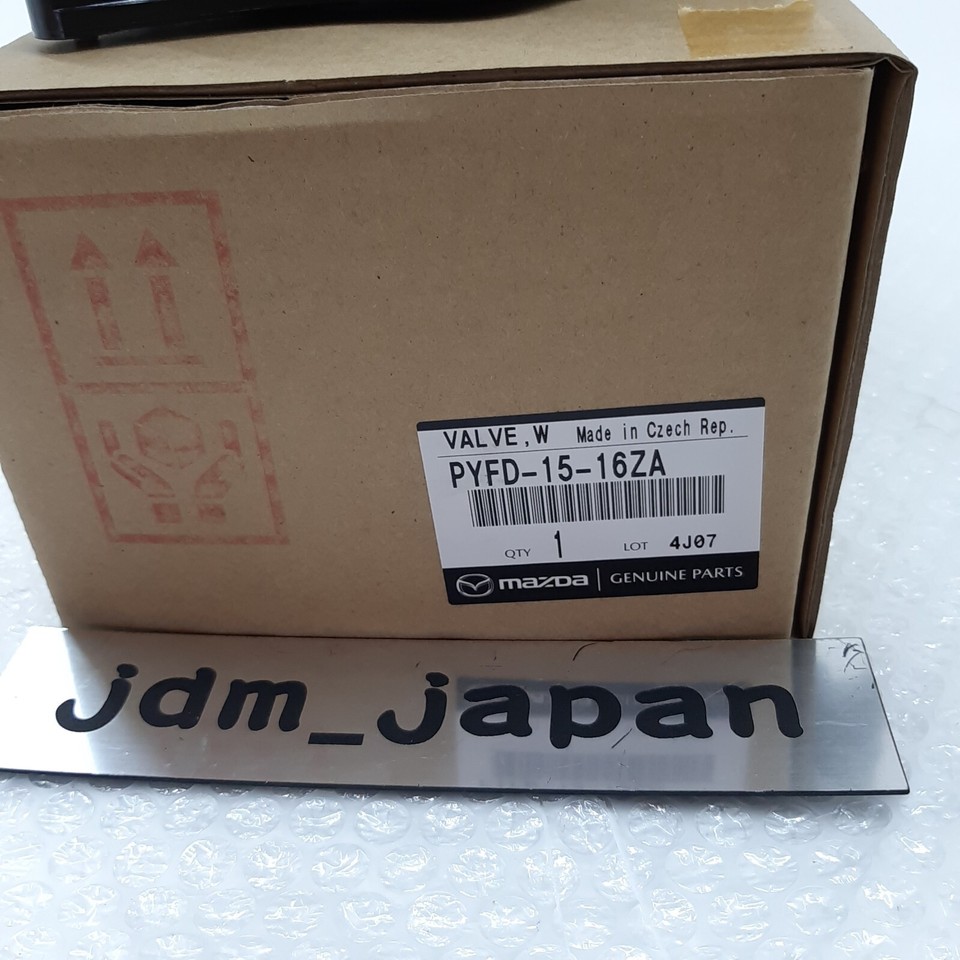 VALVE,W Made in Czech Rep.
PYFD-15-16ZA
QTY 1 LOT 4J07
mazda | GENUINE PARTS
jdm_japan